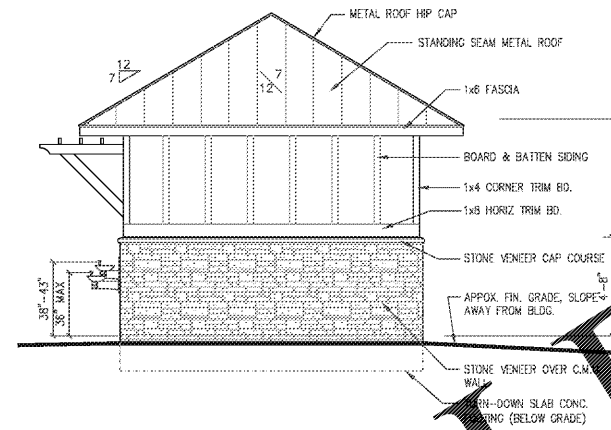 METAL ROOF HIP CAP
STANDING SEAM METAL ROOF
12
7
7
12
1x6 FASCIA
BOARD & BATTEN SIDING
1x4 CORNER TRIM BD.
1x8 HORIZ TRIM BD.
STONE VENEER CAP COURSE
38"-43"
36" MAX
APPOX. FIN. GRADE, SLOPE
AWAY FROM BLDG.
STONE VENEER OVER C.M.U.
WALL
TURN-DOWN SLAB CONC.
FOOTING (BELOW GRADE)